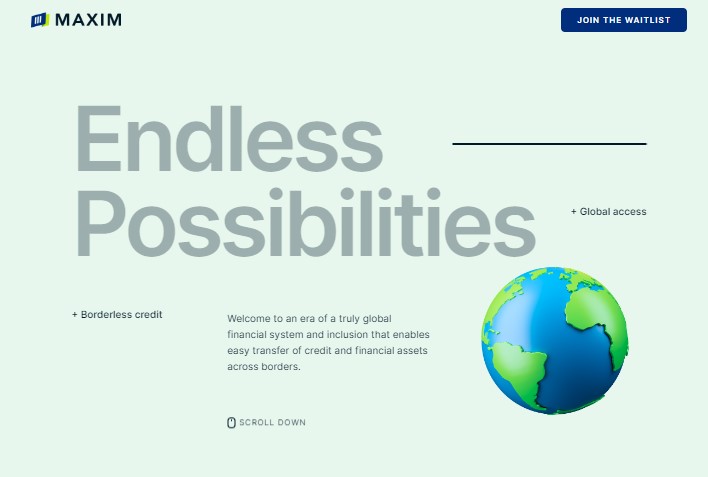 MAXIM
JOIN THE WAITLIST
Endless
Possibilities
+ Global access
+ Borderless credit
Welcome to an era of a truly global
financial system and inclusion that enables
easy transfer of credit and financial assets
across borders.
SCROLL DOWN